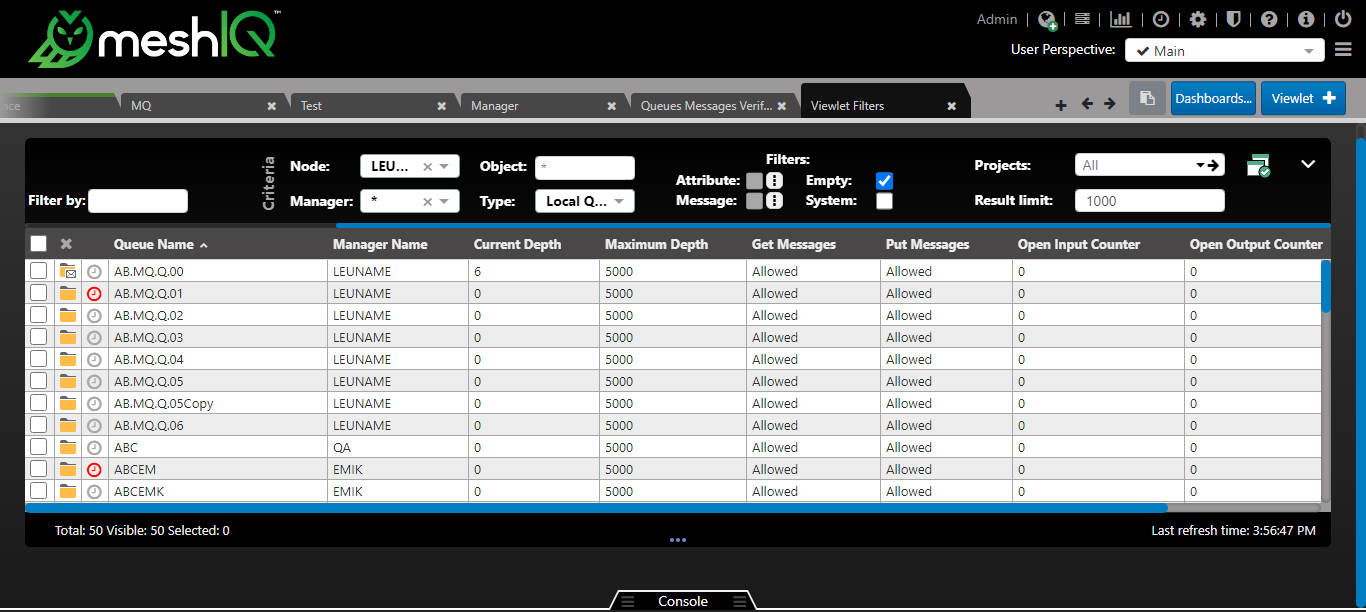 meshIQ™
Admin
User Perspective:
Main
ace
MQ
Test
Manager
Queues Messages Verif...
Viewlet Filters
Dashboards...
Viewlet
Filter by:
Criteria
Node:
LEU...
Manager:
*
Object:
*
Type:
Local Q...
Filters:
Attribute:
Empty:
Message:
System:
Projects:
All
Result limit:
1000
Queue Name Manager Name Current Depth Maximum Depth Get Messages Put Messages Open Input Counter Open Output Counter
AB.MQ.Q.00 LEUNAME 6 5000 Allowed Allowed 0 0
AB.MQ.Q.01 LEUNAME 0 5000 Allowed Allowed 0 0
AB.MQ.Q.02 LEUNAME 0 5000 Allowed Allowed 0 0
AB.MQ.Q.03 LEUNAME 0 5000 Allowed Allowed 0 0
AB.MQ.Q.04 LEUNAME 0 5000 Allowed Allowed 0 0
AB.MQ.Q.05 LEUNAME 0 5000 Allowed Allowed 0 0
AB.MQ.Q.05Copy LEUNAME 0 5000 Allowed Allowed 0 0
AB.MQ.Q.06 LEUNAME 0 5000 Allowed Allowed 0 0
ABC QA 0 5000 Allowed Allowed 0 0
ABCEM EMIK 0 5000 Allowed Allowed 0 0
ABCEMK EMIK 0 5000 Allowed Allowed 0 0
Total: 50 Visible: 50 Selected: 0
Last refresh time: 3:56:47 PM
Console